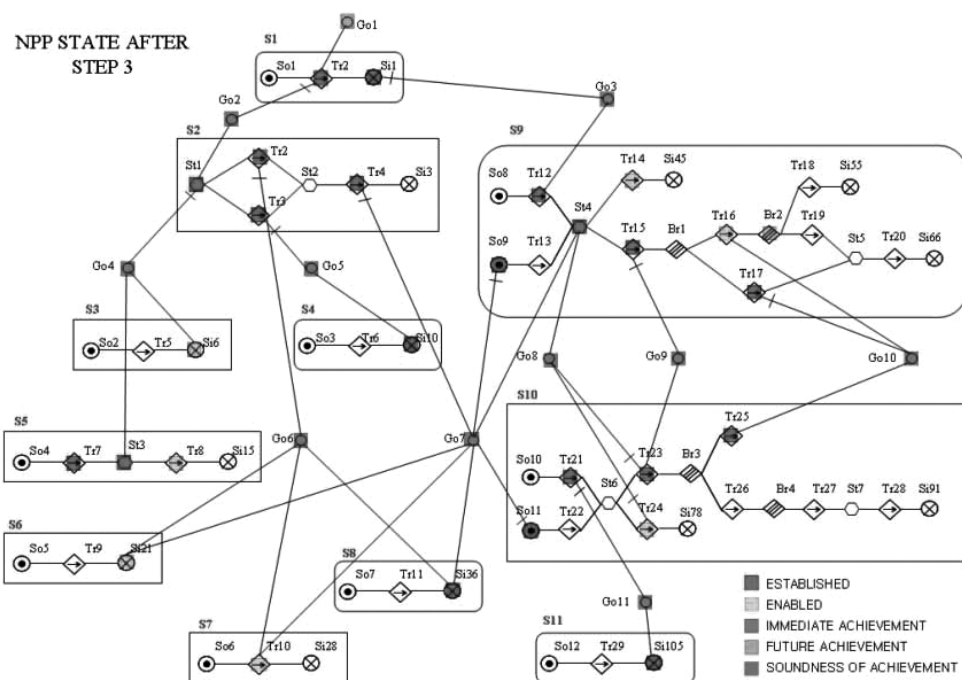 NPP STATE AFTER
STEP 3
Go1
S1
So1 Tr2 Si1
Go2
Go3
S2
St1
Tr2
St2
Tr4
Si3
Tr3
S9
So8 Tr12
Tr14 Si45
Tr18 Si55
St4
Tr15 Br1 Tr16 Br2 Tr19
So9 Tr13
St5 Tr20 Si66
Tr17
Go4
Go5
S3
So2 Tr5 Si6
S4
So3 Tr6 Si10
Go8
Go9
Go10
S5
So4 Tr7 St3 Tr8 Si15
Go6
Go7
S10
So10 Tr21
St6
Tr23
Br3
Tr25
So11 Tr22
Tr24
Si78
Tr26 Br4 Tr27 St7 Tr28 Si91
S6
So5 Tr9 Si21
S8
So7 Tr11 Si36
S7
So6 Tr10 Si28
Go11
S11
So12 Tr29 Si105
ESTABLISHED
ENABLED
IMMEDIATE ACHIEVEMENT
FUTURE ACHIEVEMENT
SOUNDNESS OF ACHIEVEMENT